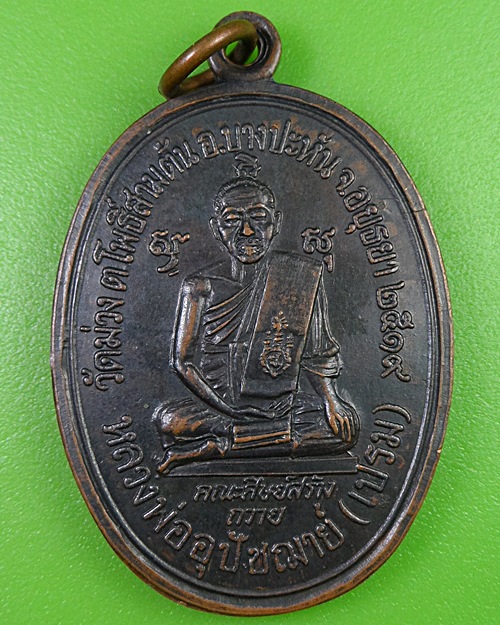 วัดม่วง ต.โพธิ์สามต้น อ.บางปะหัน จ.อยุธยา ๒๕๑๙
คณะศิษย์สร้าง
ถวาย
หลวงพ่ออุปัชฌาย์ (เปรม)